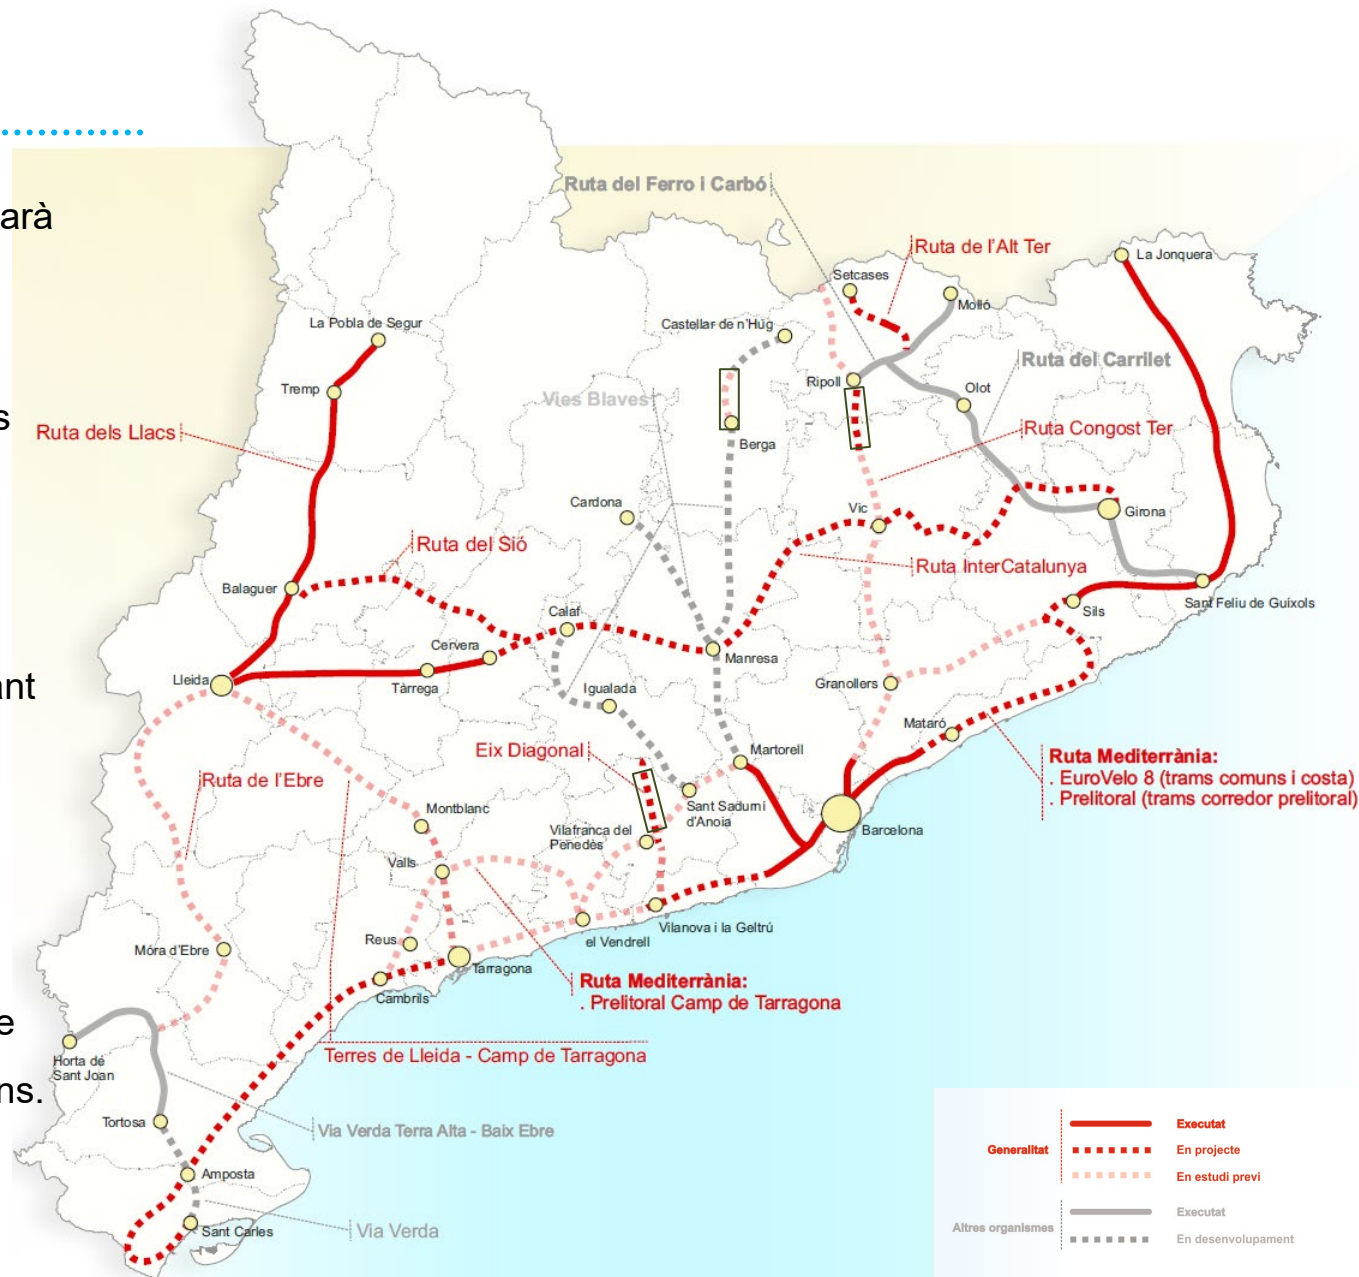 arà
s
ant
e
ns.
Ruta del Ferro i Carbó
Ruta de l'Alt Ter
La Jonquera
Setcases
Molló
La Pobla de Segur
Castellar de n'Hug
Ruta del Carrilet
Tremp
Ripoll
Olot
Vies Blaves
Ruta dels Llacs
Berga
Ruta Congost Ter
Cardona
Vic
Girona
Ruta del Sió
Ruta InterCatalunya
Balaguer
Calaf
Sils
Sant Feliu de Guíxols
Cervera
Manresa
Lleida
Tàrrega
Igualada
Granollers
Mataró
Eix Diagonal
Martorell
Ruta Mediterrània:
. EuroVelo 8 (trams comuns i costa)
. Prelitoral (trams corredor prelitoral)
Ruta de l'Ebre
Montblanc
Sant Sadurní
d'Anoia
Vilafranca del
Penedès
Barcelona
Valls
Vilanova i la Geltrú
el Vendrell
Reus
Móra d'Ebre
Tarragona
Cambrils
Ruta Mediterrània:
. Prelitoral Camp de Tarragona
Horta de
Sant Joan
Terres de Lleida - Camp de Tarragona
Tortosa
Via Verda Terra Alta - Baix Ebre
Amposta
Sant Carles
Via Verda
Generalitat
Executat
En projecte
En estudi previ
Altres organismes
Executat
En desenvolupament